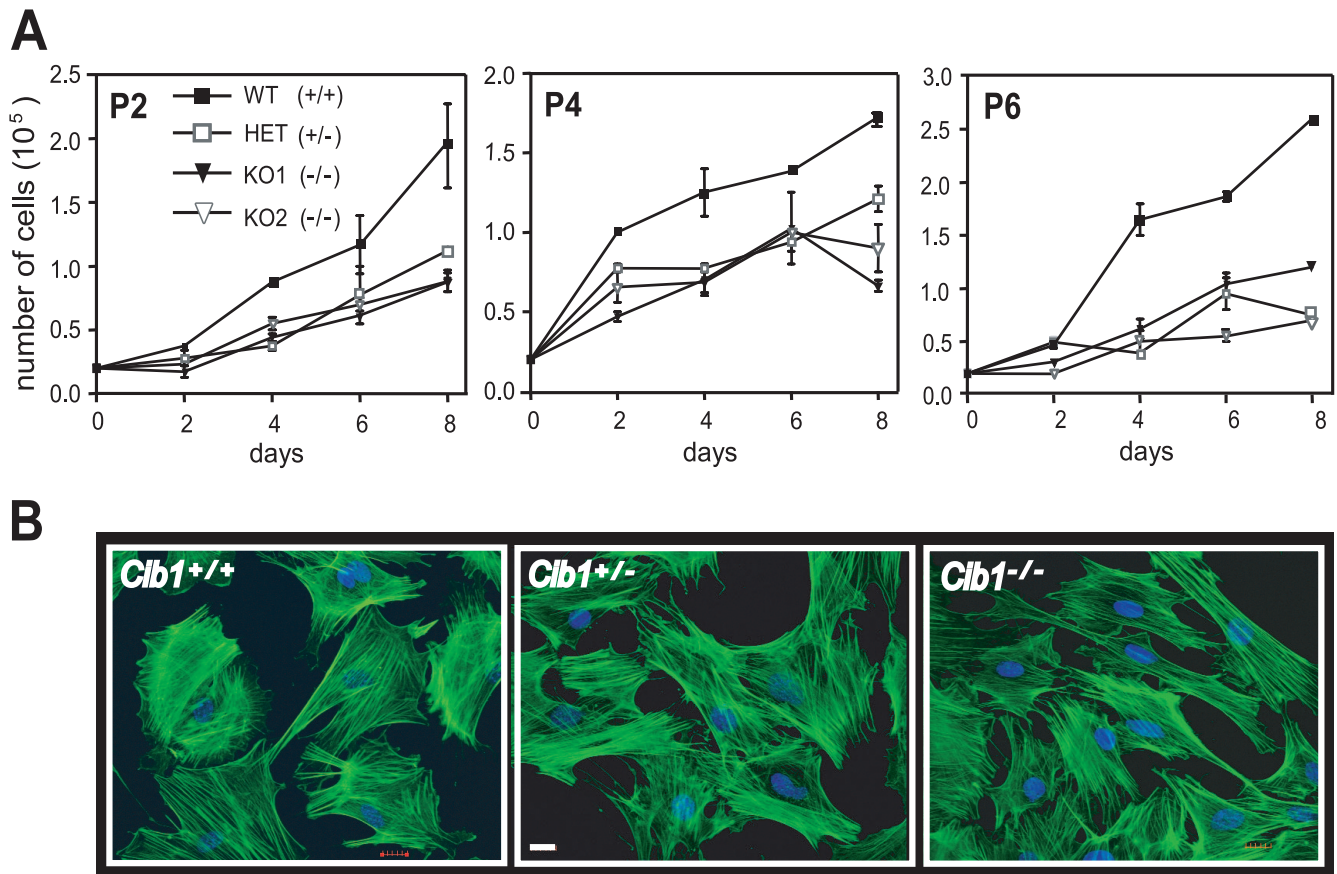 A
number of cells (10⁵)
P2
WT (+/+)
HET (+/-)
KO1 (-/-)
KO2 (-/-)
2.5
2.0
1.5
1.0
0.5
0.0
0 2 4 6 8
days
P4
2.0
1.5
1.0
0.5
0.0
0 2 4 6 8
days
P6
3.0
2.5
2.0
1.5
1.0
0.5
0.0
0 2 4 6 8
days
B
Cib1+/+
Cib1+/-
Cib1-/-